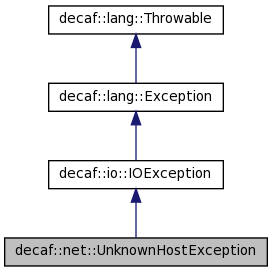 decaf::lang::Throwable
decaf::lang::Exception
decaf::io::IOException
decaf::net::UnknownHostException